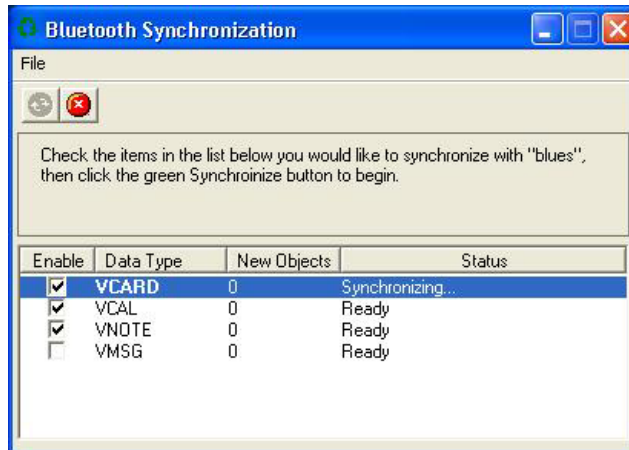 Bluetooth Synchronization
File
Check the items in the list below you would like to synchronize with "blues",
then click the green Synchroinize button to begin.
Enable Data Type New Objects Status
VCARD 0 Synchronizing...
VCAL 0 Ready
VNOTE 0 Ready
VMSG 0 Ready